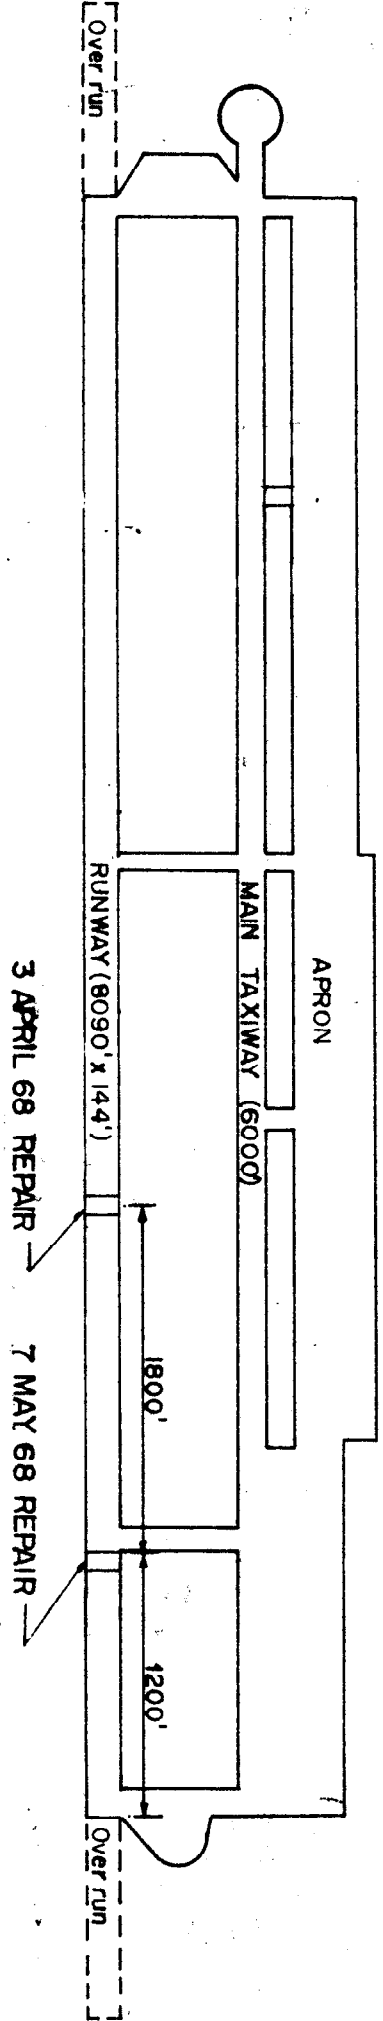 Over run
APRON
MAIN TAXIWAY (6000')
RUNWAY (8090' x 144')
1800'
1200'
3 APRIL 68 REPAIR
7 MAY 68 REPAIR
Over run